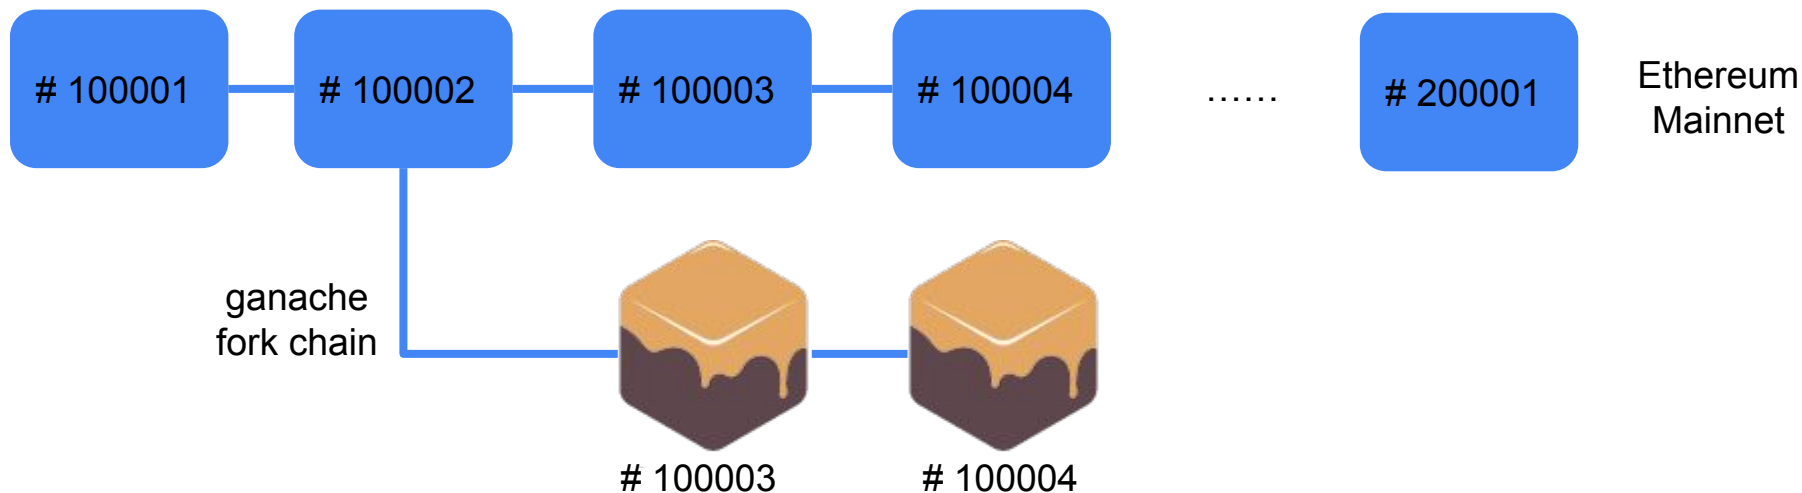 # 100001
# 100002
# 100003
# 100004
......
# 200001
Ethereum
Mainnet
ganache
fork chain
# 100003
# 100004